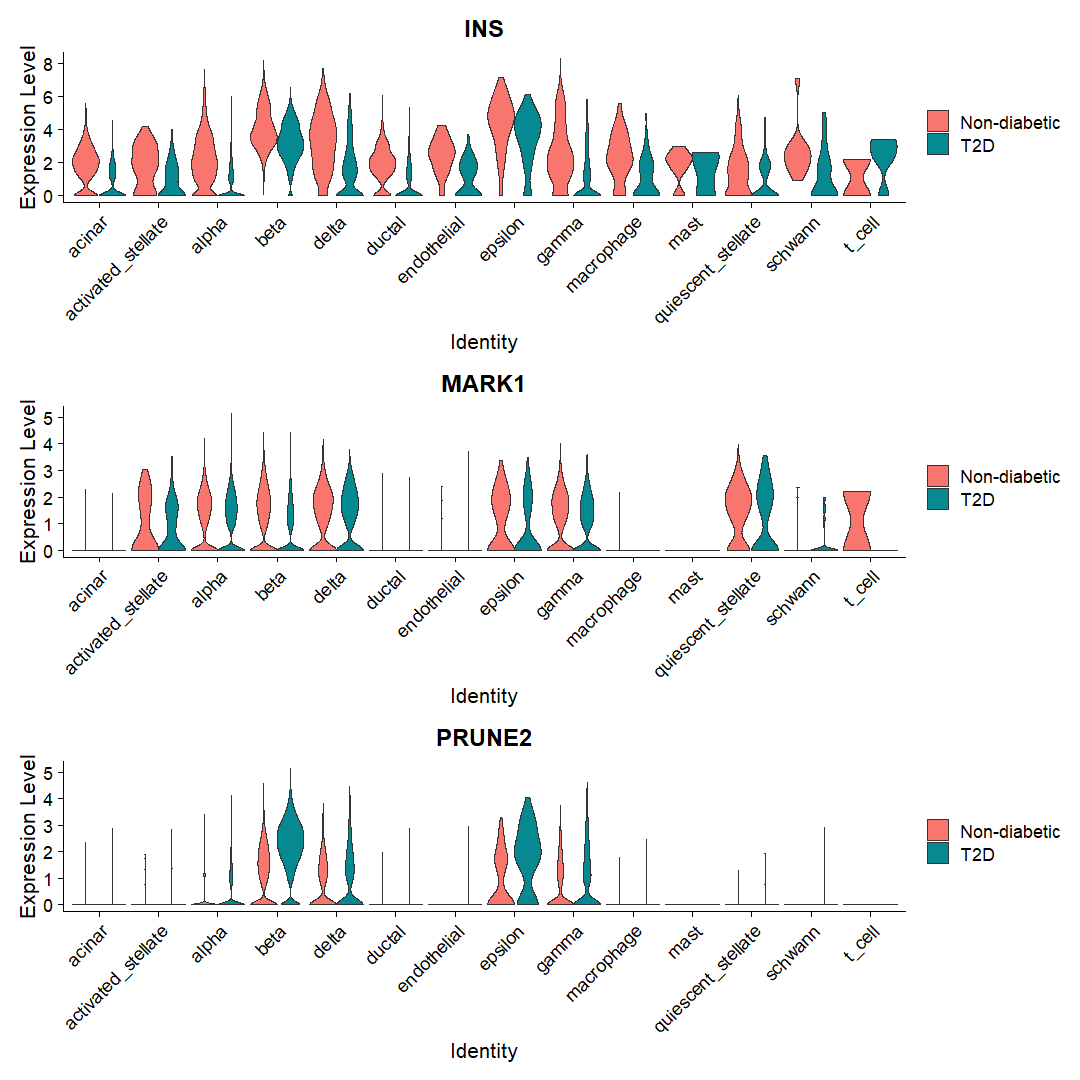 INS
Expression Level
8
6
4
2
0
acinar
activated_stellate
alpha
beta
delta
ductal
endothelial
epsilon
gamma
macrophage
mast
quiescent_stellate
schwann
t_cell
Identity
Non-diabetic
T2D
MARK1
Expression Level
5
4
3
2
1
0
acinar
activated_stellate
alpha
beta
delta
ductal
endothelial
epsilon
gamma
macrophage
mast
quiescent_stellate
schwann
t_cell
Identity
Non-diabetic
T2D
PRUNE2
Expression Level
5
4
3
2
1
0
acinar
activated_stellate
alpha
beta
delta
ductal
endothelial
epsilon
gamma
macrophage
mast
quiescent_stellate
schwann
t_cell
Identity
Non-diabetic
T2D